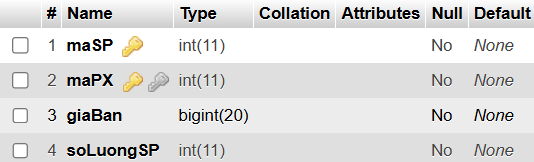 # Name Type Collation Attributes Null Default
1 maSP int(11) No None
2 maPX int(11) No None
3 giaBan bigint(20) No None
4 soLuongSP int(11) No None